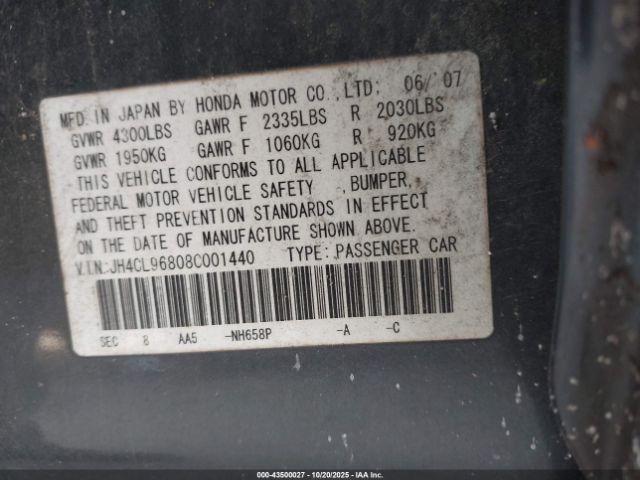 MFD. IN JAPAN BY HONDA MOTOR CO.,LTD: 06/'07
GVWR 4300LBS GAWR F 2335LBS R 2030LBS
GVWR 1950KG GAWR F 1060KG R 920KG
THIS VEHICLE CONFORMS TO ALL APPLICABLE
FEDERAL MOTOR VEHICLE SAFETY ,BUMPER,
AND THEFT PREVENTION STANDARDS IN EFFECT
ON THE DATE OF MANUFACTURE SHOWN ABOVE.
V.I.N:JH4CL96808C001440 TYPE:PASSENGER CAR
SEC 8 AA5 -NH658P -A -C
000-43500027 | 10/20/2025 | © IAA Holdings, LLC